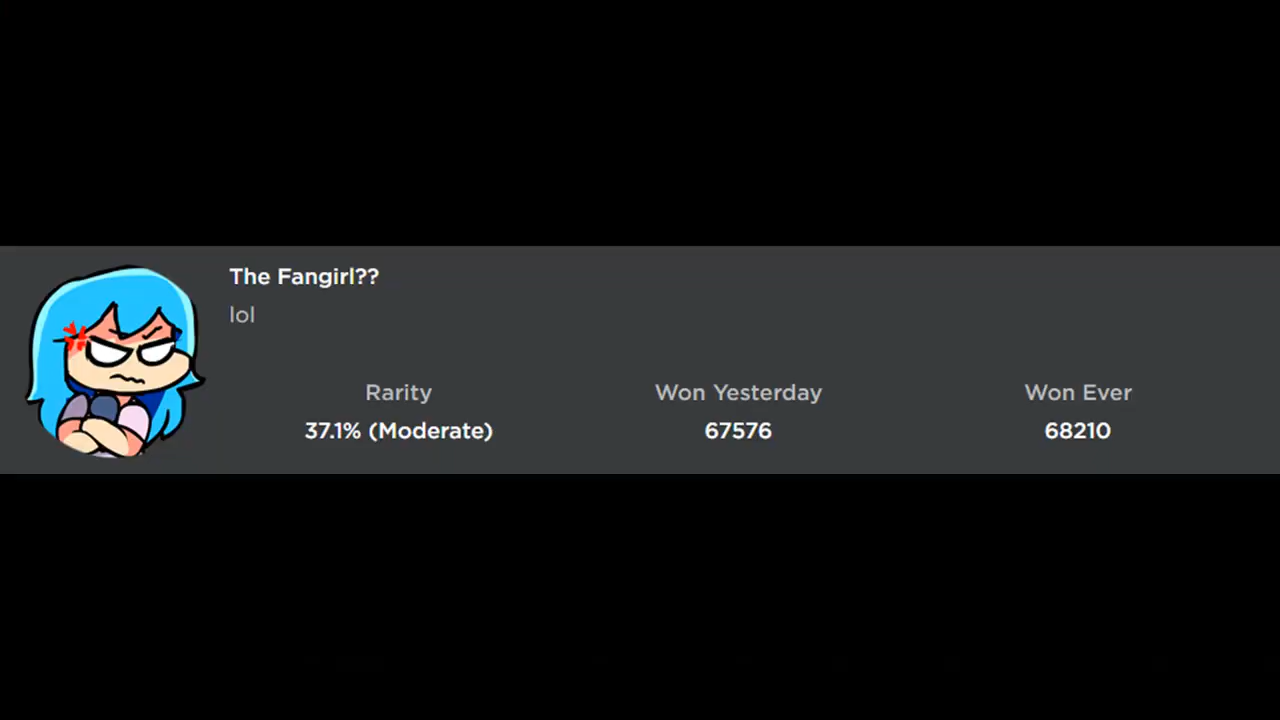 The Fangirl??
lol
Rarity Won Yesterday Won Ever
37.1% (Moderate) 67576 68210